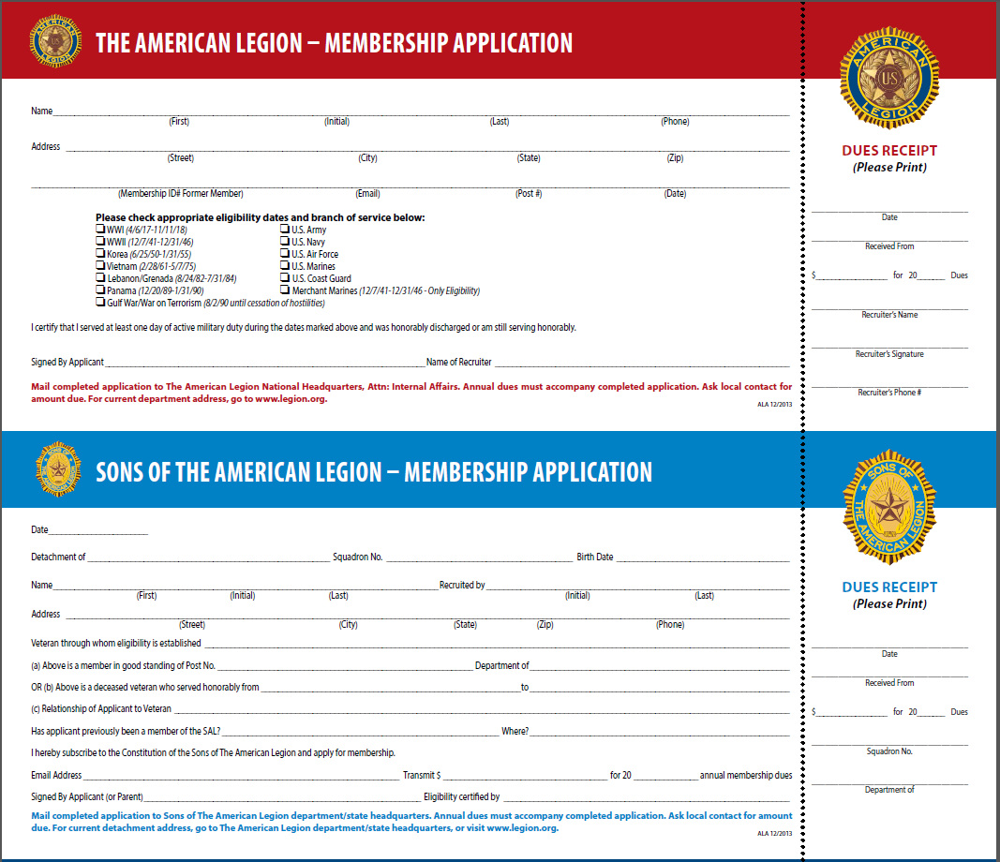 THE AMERICAN LEGION – MEMBERSHIP APPLICATION
Name
(First) (Initial) (Last) (Phone)
Address
(Street) (City) (State) (Zip)
(Membership ID# Former Member) (Email) (Post #) (Date)
Please check appropriate eligibility dates and branch of service below:
WWI (4/6/17-11/11/18) U.S. Army
WWII (12/7/41-12/31/46) U.S. Navy
Korea (6/25/50-1/31/55) U.S. Air Force
Vietnam (2/28/61-5/7/75) U.S. Marines
Lebanon/Grenada (8/24/82-7/31/84) U.S. Coast Guard
Panama (12/20/89-1/31/90) Merchant Marines (12/7/41-12/31/46 - Only Eligibility)
Gulf War/War on Terrorism (8/2/90 until cessation of hostilities)
I certify that I served at least one day of active military duty during the dates marked above and was honorably discharged or am still serving honorably.
Signed By Applicant Name of Recruiter
Mail completed application to The American Legion National Headquarters, Attn: Internal Affairs. Annual dues must accompany completed application. Ask local contact for
amount due. For current department address, go to www.legion.org.
ALA 12/2013
AMERICAN
U.S
LEGION
DUES RECEIPT
(Please Print)
Date
Received From
$ for 20 Dues
Recruiter's Name
Recruiter's Signature
Recruiter's Phone #
SONS OF THE AMERICAN LEGION – MEMBERSHIP APPLICATION
Date
Detachment of Squadron No. Birth Date
Name Recruited by
(First) (Initial) (Last) (Initial) (Last)
Address
(Street) (City) (State) (Zip) (Phone)
Veteran through whom eligibility is established
(a) Above is a member in good standing of Post No. Department of
OR (b) Above is a deceased veteran who served honorably from to
(c) Relationship of Applicant to Veteran
Has applicant previously been a member of the SAL? Where?
I hereby subscribe to the Constitution of the Sons of The American Legion and apply for membership.
Email Address Transmit $ for 20 annual membership dues
Signed By Applicant (or Parent) Eligibility certified by
Mail completed application to Sons of The American Legion department/state headquarters. Annual dues must accompany completed application. Ask local contact for amount
due. For current detachment address, go to The American Legion department/state headquarters, or visit www.legion.org.
ALA 12/2013
SONS OF
THE AMERICAN LEGION
DUES RECEIPT
(Please Print)
Date
Received From
$ for 20 Dues
Squadron No.
Department of